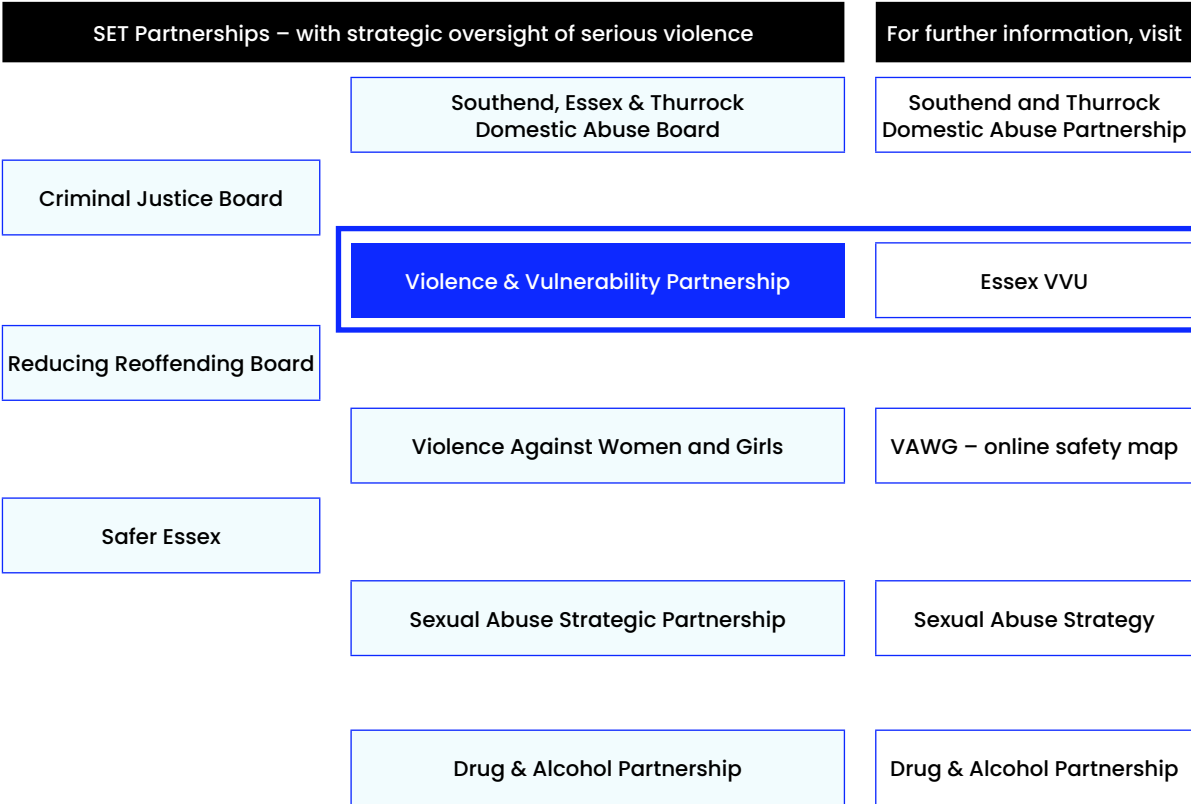 SET Partnerships – with strategic oversight of serious violence
For further information, visit
Southend, Essex & Thurrock
Domestic Abuse Board
Southend and Thurrock
Domestic Abuse Partnership
Criminal Justice Board
Violence & Vulnerability Partnership
Essex VVU
Reducing Reoffending Board
Violence Against Women and Girls
VAWG – online safety map
Safer Essex
Sexual Abuse Strategic Partnership
Sexual Abuse Strategy
Drug & Alcohol Partnership
Drug & Alcohol Partnership